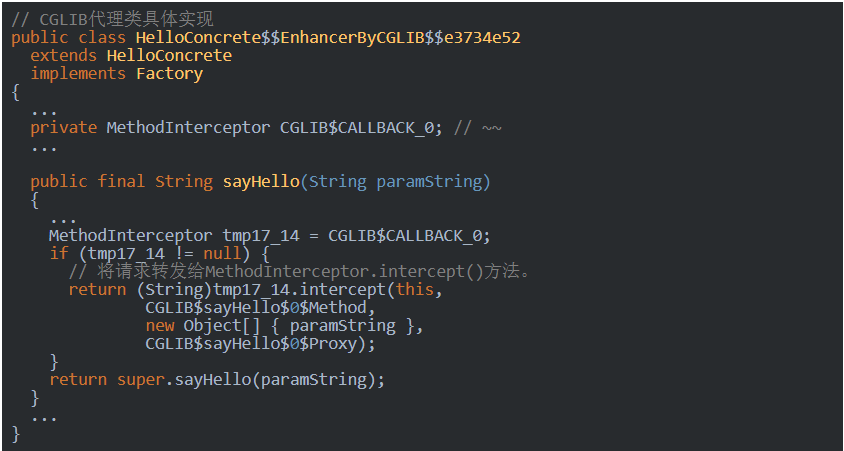 // CGLIB代理类具体实现
public class HelloConcrete$$EnhancerByCGLIB$$e3734e52
  extends HelloConcrete
  implements Factory
{
  ...
  private MethodInterceptor CGLIB$CALLBACK_0; // ~~
  ...
  public final String sayHello(String paramString)
  {
    ...
    MethodInterceptor tmp17_14 = CGLIB$CALLBACK_0;
    if (tmp17_14 != null) {
      // 将请求转发给MethodInterceptor.intercept()方法。
      return (String)tmp17_14.intercept(this,
              CGLIB$sayHello$0$Method,
              new Object[] { paramString },
              CGLIB$sayHello$0$Proxy);
    }
    return super.sayHello(paramString);
  }
  ...
}